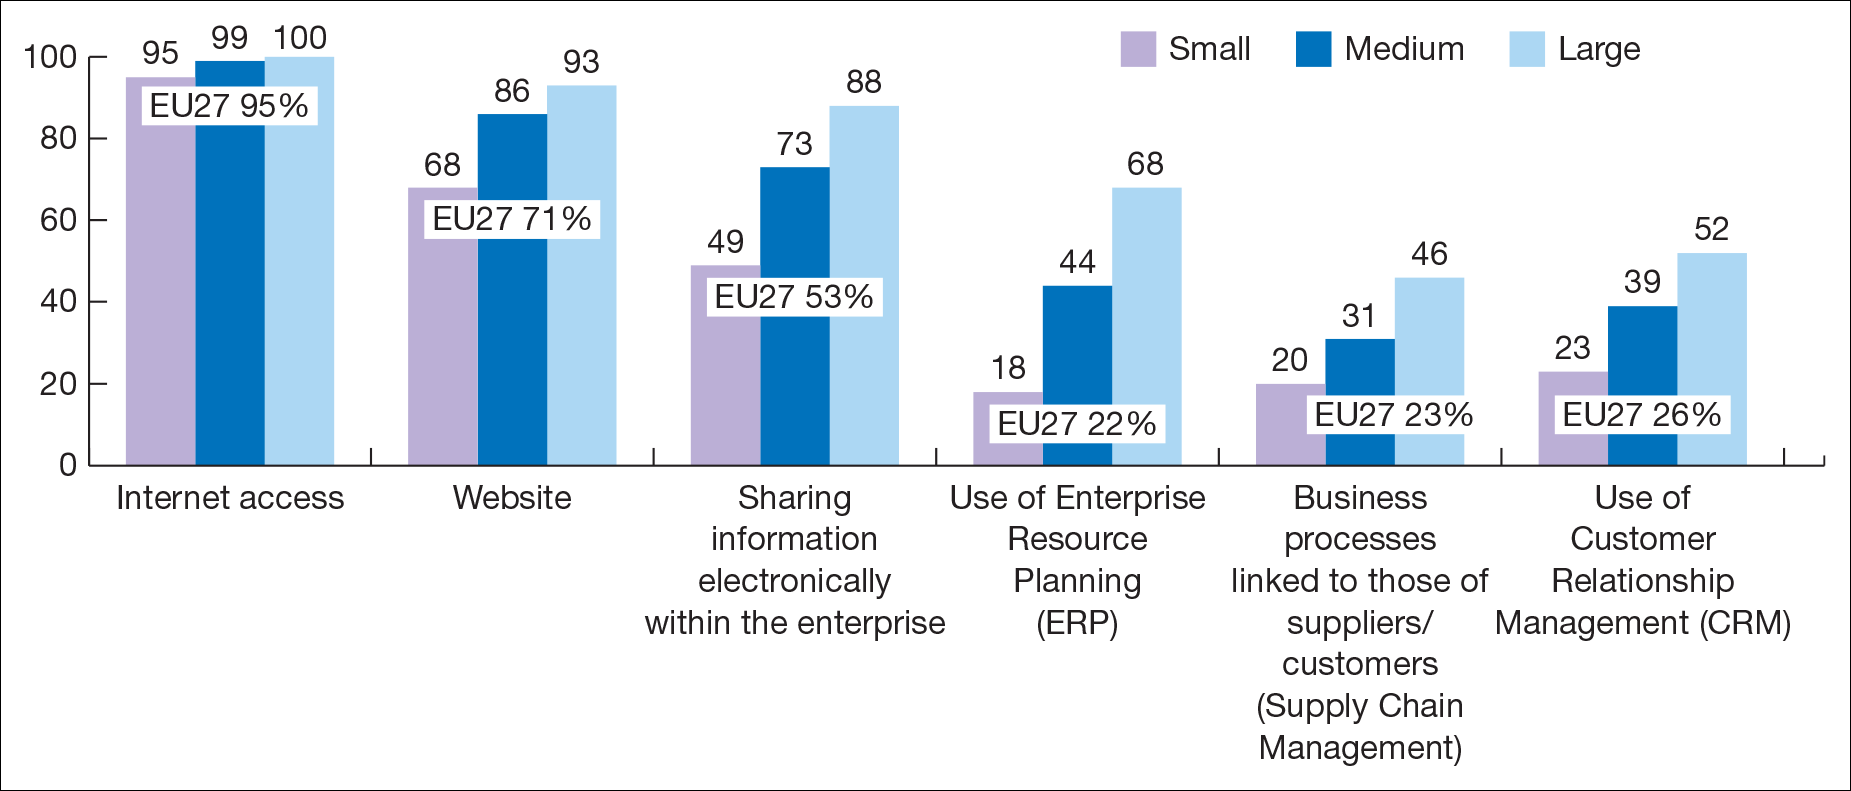 Small Medium Large
100
80
60
40
20
0
95 99 100
EU27 95%
68 86 93
EU27 71%
49 73 88
EU27 53%
18 44 68
EU27 22%
20 31 46
EU27 23%
23 39 52
EU27 26%
Internet access
Website
Sharing
information
electronically
within the enterprise
Use of Enterprise
Resource
Planning
(ERP)
Business
processes
linked to those of
suppliers/
customers
(Supply Chain
Management)
Use of
Customer
Relationship
Management (CRM)